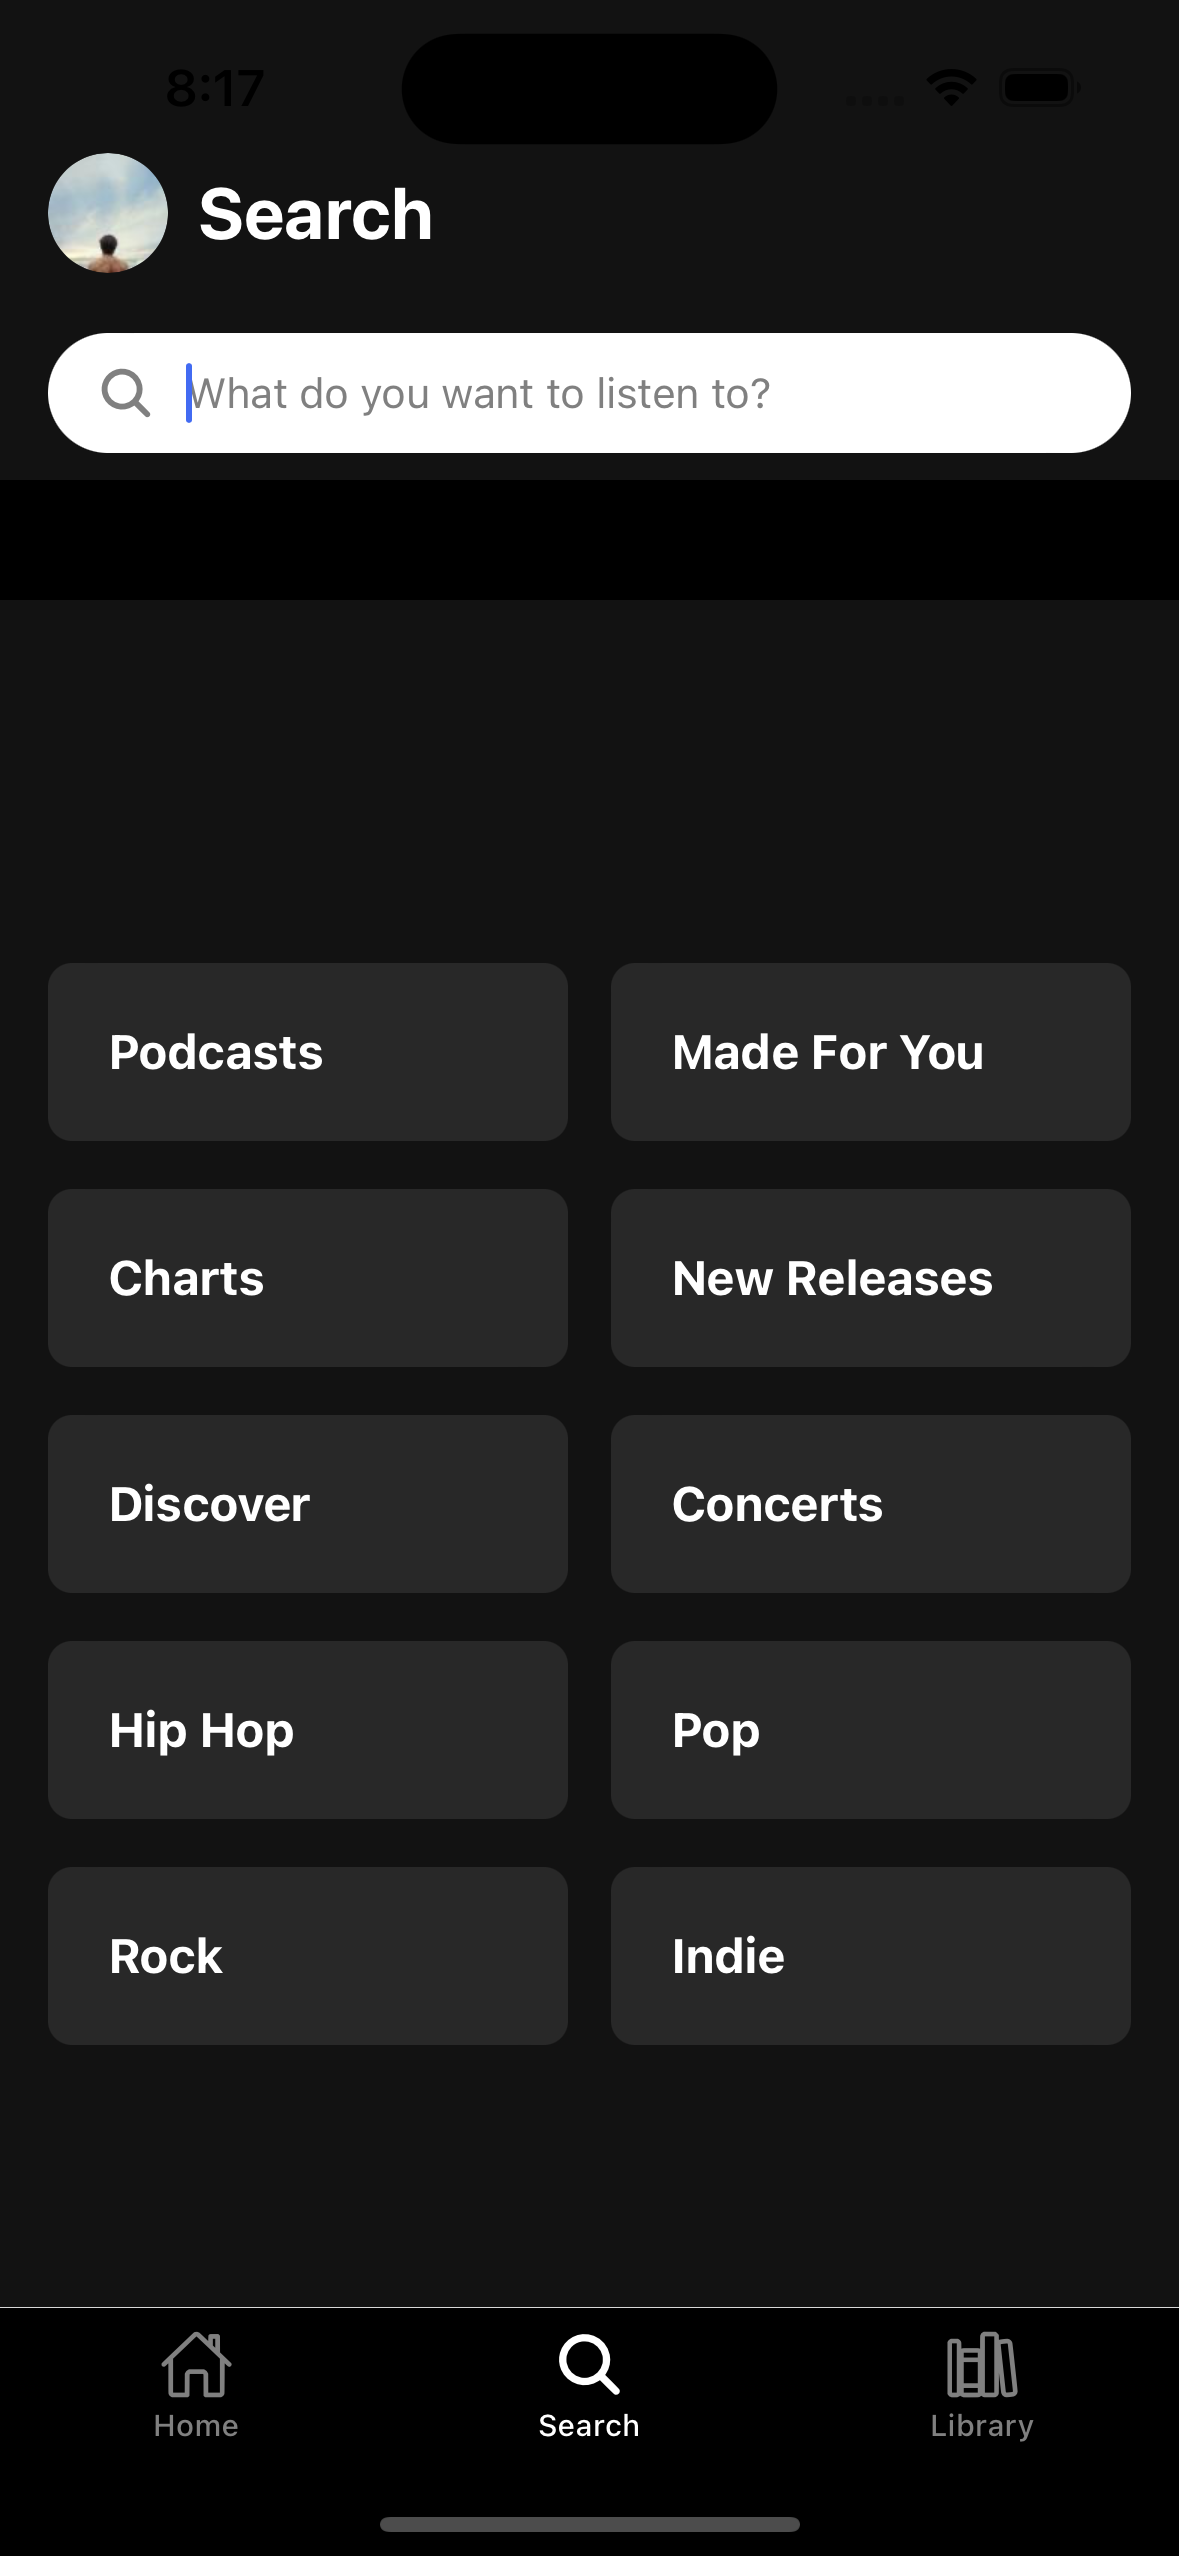 8:17
Search
What do you want to listen to?
Podcasts
Made For You
Charts
New Releases
Discover
Concerts
Hip Hop
Pop
Rock
Indie
Home
Search
Library